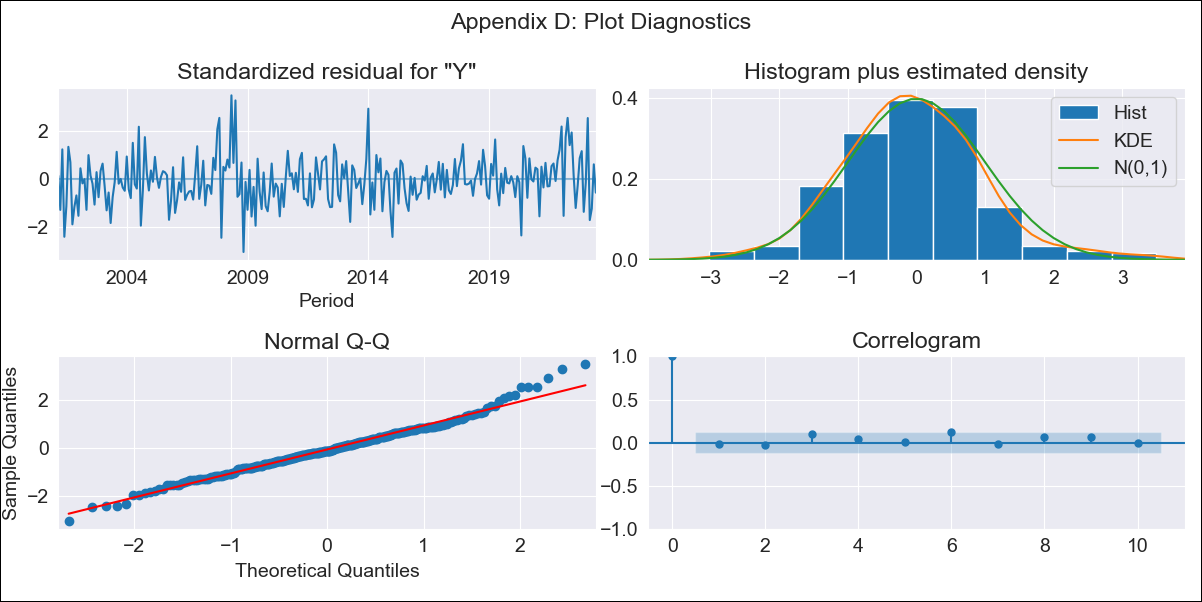 Appendix D: Plot Diagnostics
Standardized residual for "Y"
2
0
−2
2004 2009 2014 2019
Period
Histogram plus estimated density
0.4
0.2
0.0
−3 −2 −1 0 1 2 3
Hist
KDE
N(0,1)
Normal Q-Q
Sample Quantiles
2
0
−2
−2 −1 0 1 2
Theoretical Quantiles
Correlogram
1.0
0.5
0.0
−0.5
−1.0
0 2 4 6 8 10